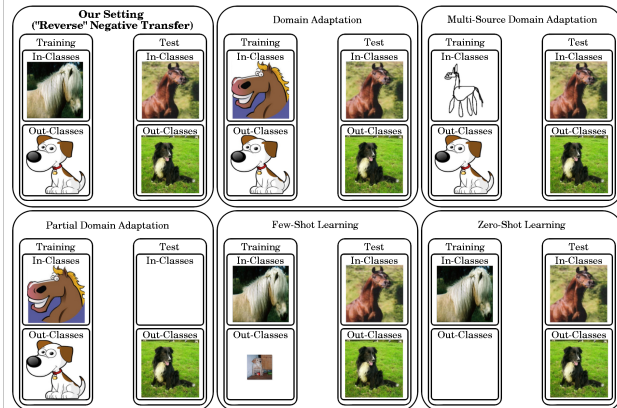 Our Setting
("Reverse" Negative Transfer)
Training
In-Classes
Out-Classes
Test
In-Classes
Out-Classes
Domain Adaptation
Training
In-Classes
Out-Classes
Test
In-Classes
Out-Classes
Multi-Source Domain Adaptation
Training
In-Classes
Out-Classes
Test
In-Classes
Out-Classes
Partial Domain Adaptation
Training
In-Classes
Out-Classes
Test
In-Classes
Out-Classes
Few-Shot Learning
Training
In-Classes
Out-Classes
Test
In-Classes
Out-Classes
Zero-Shot Learning
Training
In-Classes
Out-Classes
Test
In-Classes
Out-Classes